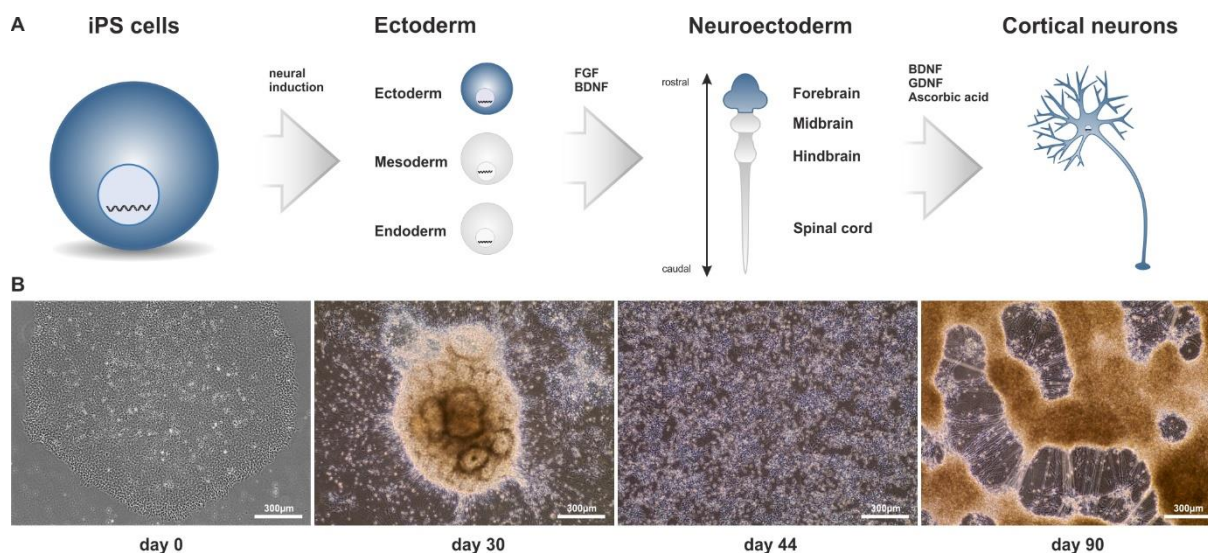 A
iPS cells
Ectoderm
Neuroectoderm
Cortical neurons
neural
induction
Ectoderm
Mesoderm
Endoderm
FGF
BDNF
rostral
caudal
Forebrain
Midbrain
Hindbrain
Spinal cord
BDNF
GDNF
Ascorbic acid
B
300µm
300µm
300µm
300µm
day 0
day 30
day 44
day 90